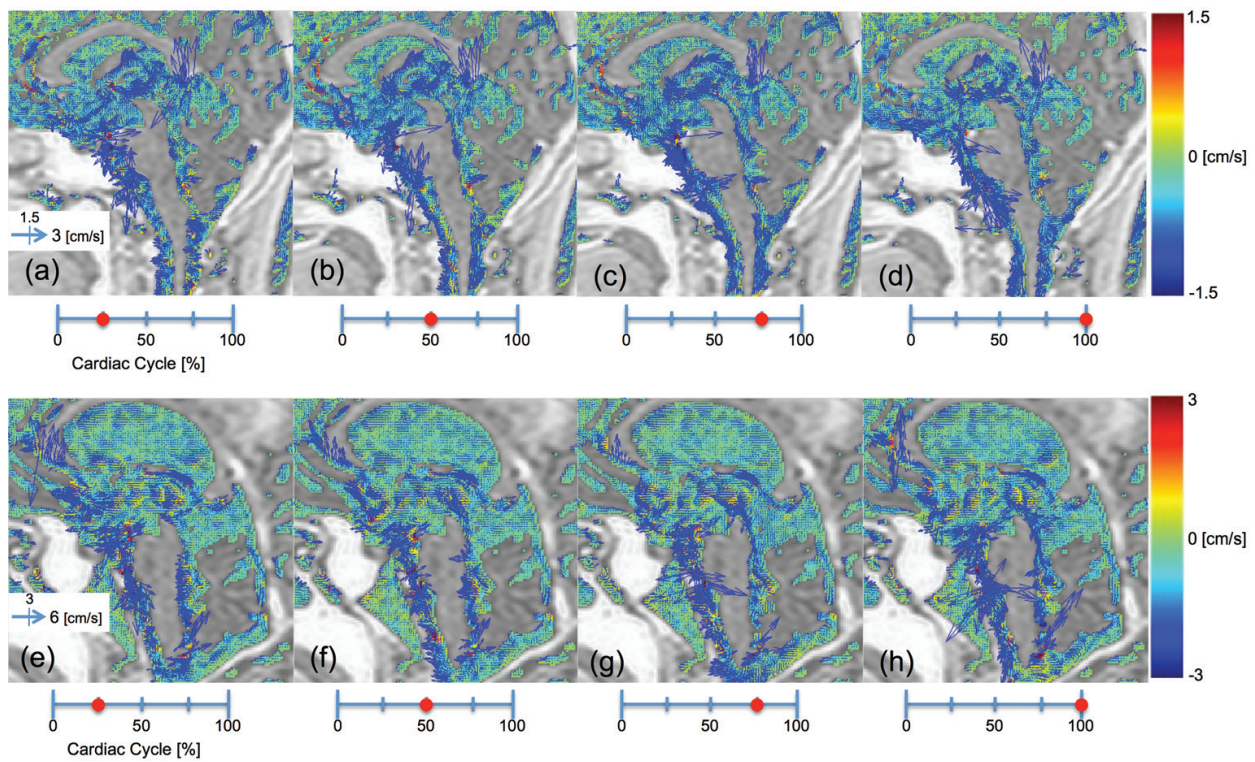 1.5
0 [cm/s]
-1.5
1.5
3 [cm/s]
(a) (b) (c) (d)
0 50 100 0 50 100 0 50 100 0 50 100
Cardiac Cycle [%]
3
0 [cm/s]
-3
3
6 [cm/s]
(e) (f) (g) (h)
0 50 100 0 50 100 0 50 100 0 50 100
Cardiac Cycle [%]